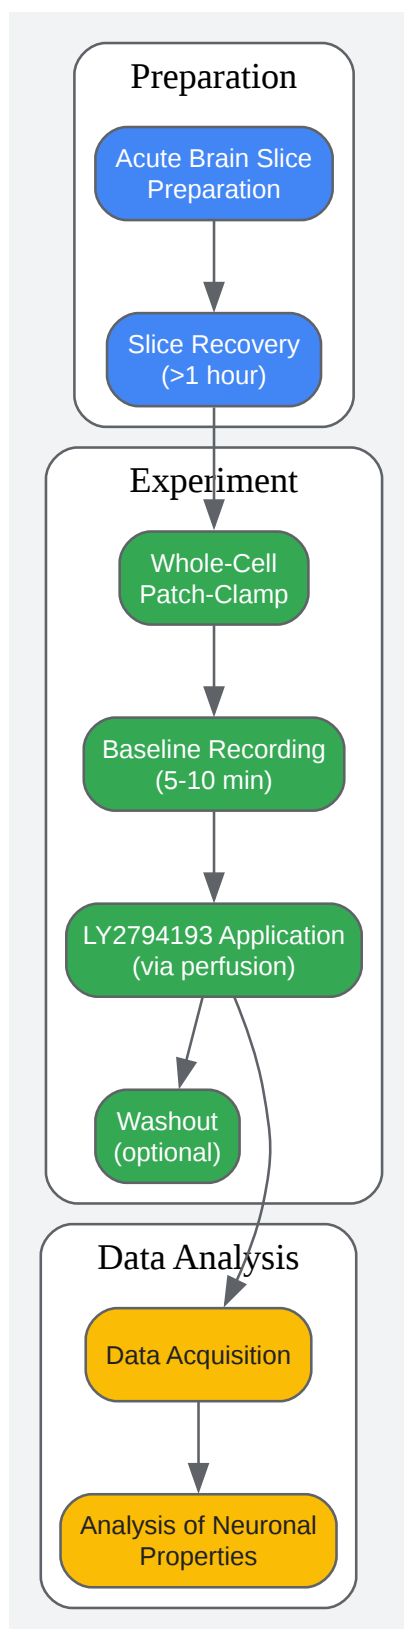 Preparation
Acute Brain Slice
Preparation
Slice Recovery
(>1 hour)
Experiment
Whole-Cell
Patch-Clamp
Baseline Recording
(5-10 min)
LY2794193 Application
(via perfusion)
Washout
(optional)
Data Analysis
Data Acquisition
Analysis of Neuronal
Properties